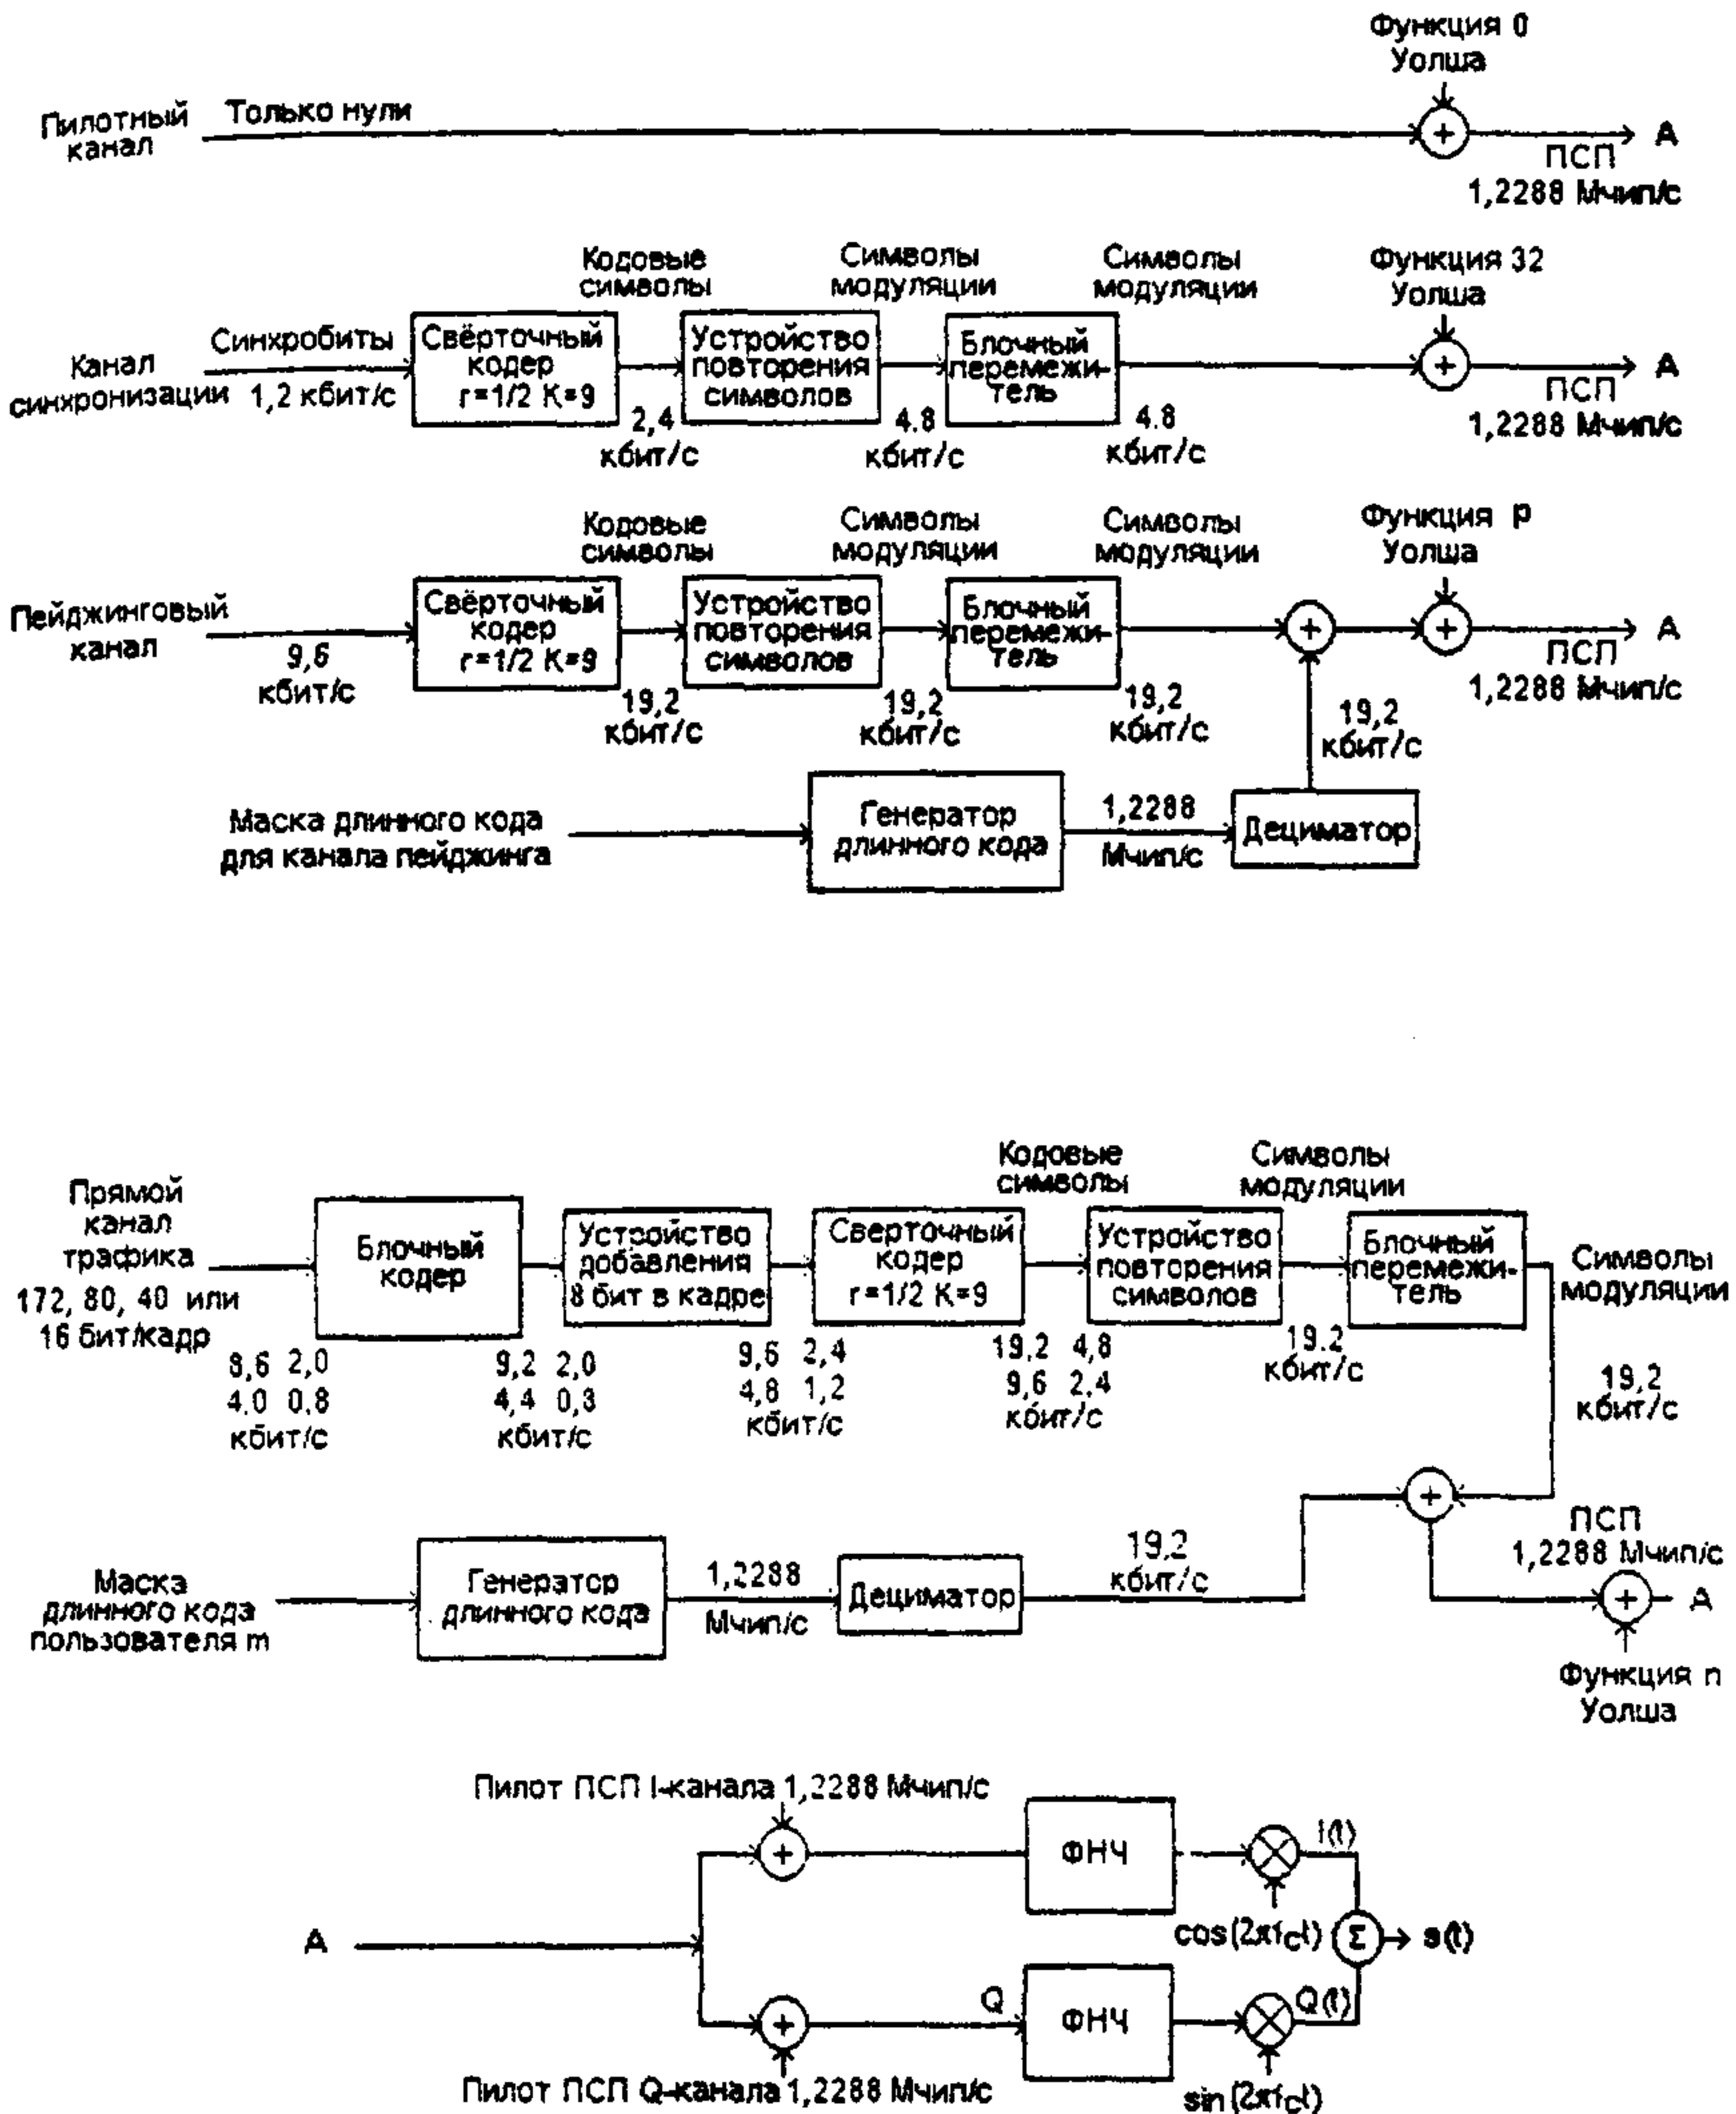 Функция 0
Уолша
Пилотный
канал
Только нули
+
A
ПСП
1,2288 Мчип/с
Кодовые
символы
Символы
модуляции
Символы
модуляции
Функция 32
Уолша
Канал
синхронизации
Синхробиты
1,2 кбит/с
Свёрточный
кодер
r=1/2 K=9
2,4
кбит/с
Устройство
повторения
символов
4.8
кбит/с
Блочный
перемежи-
тель
4.8
кбит/с
+
A
ПСП
1,2288 Мчип/с
Кодовые
символы
Символы
модуляции
Символы
модуляции
Функция p
Уолша
Пейджинговый
канал
9,6
кбит/с
Свёрточный
кодер
r=1/2 K=9
19,2
кбит/с
Устройство
повторения
символов
19,2
кбит/с
Блочный
перемежи-
тель
19,2
кбит/с
+
+
A
ПСП
1,2288 Мчип/с
19,2
кбит/с
Маска длинного кода
для канала пейджинга
Генератор
длинного кода
1,2288
Мчип/с
Дециматор
Кодовые
символы
Символы
модуляции
Прямой
канал
трафика
172, 80, 40 или
16 бит/кадр
8,6 2,0
4.0 0.8
кбит/с
Блочный
кодер
9,2 2,0
4,4 0,8
кбит/с
Устройство
добавления
8 бит в кадре
9,6 2,4
4,8 1,2
кбит/с
Сверточный
кодер
r=1/2 K=9
19.2 4,8
9,6 2,4
кбит/с
Устройство
повторения
символов
19.2
кбит/с
Блочный
перемежи-
тель
Символы
модуляции
19,2
кбит/с
+
Маска
длинного кода
пользователя m
Генератор
длинного кода
1,2288
Мчип/с
Дециматор
19,2
кбит/с
ПСП
1,2288 Мчип/с
+
A
Функция n
Уолша
Пилот ПСП I-канала 1,2288 Мчип/с
+
ФНЧ
I(t)
cos(2πfct)
A
Σ
s(t)
+
Q
ФНЧ
Q(t)
Пилот ПСП Q-канала 1,2288 Мчип/с
sin(2πfct)